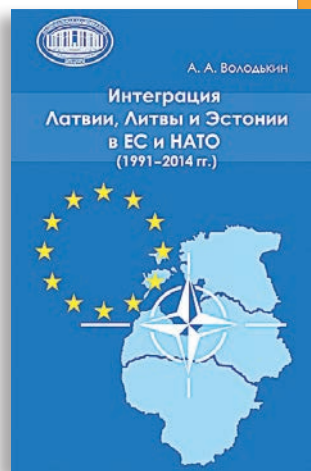 А. А. Володькин
Интеграция
Латвии, Литвы и Эстонии
в ЕС и НАТО
(1991–2014 гг.)